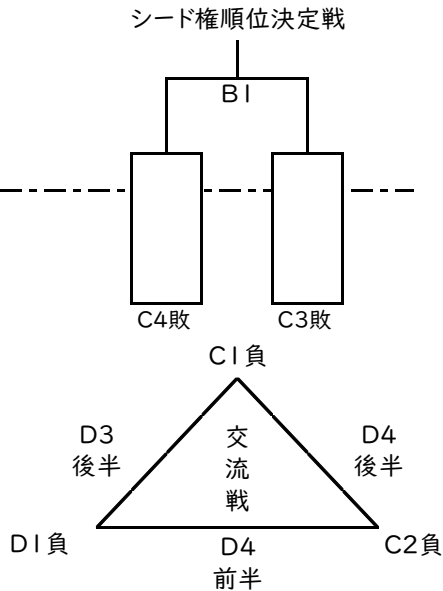 シード権順位決定戦
B1
C4敗
C3敗
C1負
D3
後半
交
流
戦
D4
後半
D1負
D4
前半
C2負